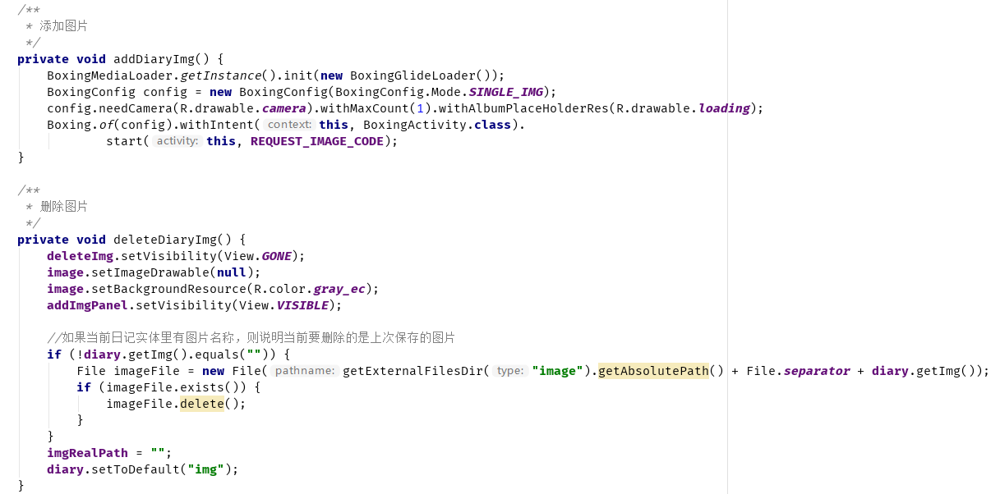 /**
 * 添加图片
 */
private void addDiaryImg() {
    BoxingMediaLoader.getInstance().init(new BoxingGlideLoader());
    BoxingConfig config = new BoxingConfig(BoxingConfig.Mode.SINGLE_IMG);
    config.needCamera(R.drawable.camera).withMaxCount(1).withAlbumPlaceHolderRes(R.drawable.loading);
    Boxing.of(config).withIntent( context: this, BoxingActivity.class).
            start( activity: this, REQUEST_IMAGE_CODE);
}
/**
 * 删除图片
 */
private void deleteDiaryImg() {
    deleteImg.setVisibility(View.GONE);
    image.setImageDrawable(null);
    image.setBackgroundResource(R.color.gray_ec);
    addImgPanel.setVisibility(View.VISIBLE);
    //如果当前日记实体里有图片名称，则说明当前要删除的是上次保存的图片
    if (!diary.getImg().equals("")) {
        File imageFile = new File( pathname: getExternalFilesDir( type: "image").getAbsolutePath() + File.separator + diary.getImg());
        if (imageFile.exists()) {
            imageFile.delete();
        }
    }
    imgRealPath = "";
    diary.setToDefault("img");
}